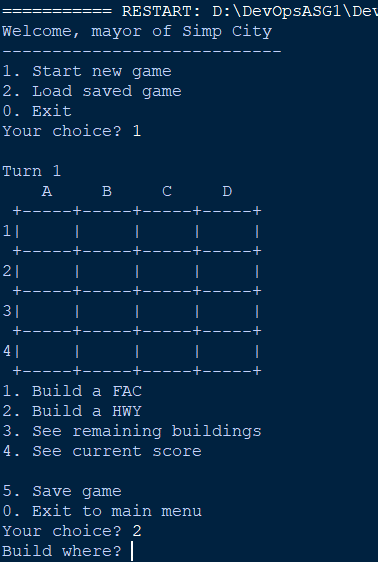 =========== RESTART: D:\DevOpsASG1\Dev
Welcome, mayor of Simp City
----------------------------
1. Start new game
2. Load saved game
0. Exit
Your choice? 1

Turn 1
    A     B     C     D
 +-----+-----+-----+-----+
1|     |     |     |     |
 +-----+-----+-----+-----+
2|     |     |     |     |
 +-----+-----+-----+-----+
3|     |     |     |     |
 +-----+-----+-----+-----+
4|     |     |     |     |
 +-----+-----+-----+-----+
1. Build a FAC
2. Build a HWY
3. See remaining buildings
4. See current score

5. Save game
0. Exit to main menu
Your choice? 2
Build where?